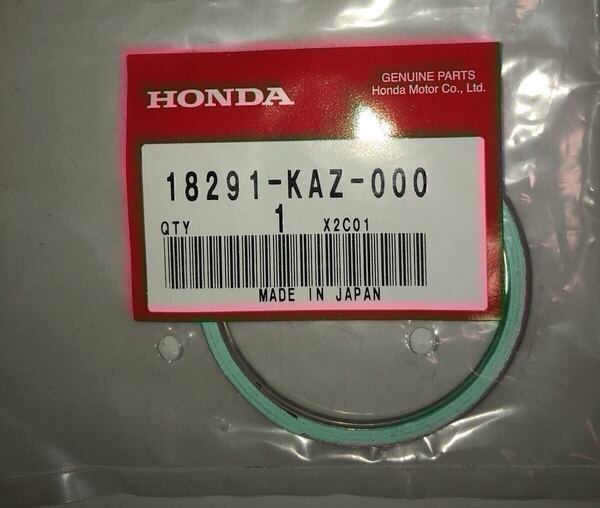 GENUINE PARTS
HONDA Honda Motor Co., Ltd.
18291-KAZ-000
QTY 1 X2C01
MADE IN JAPAN